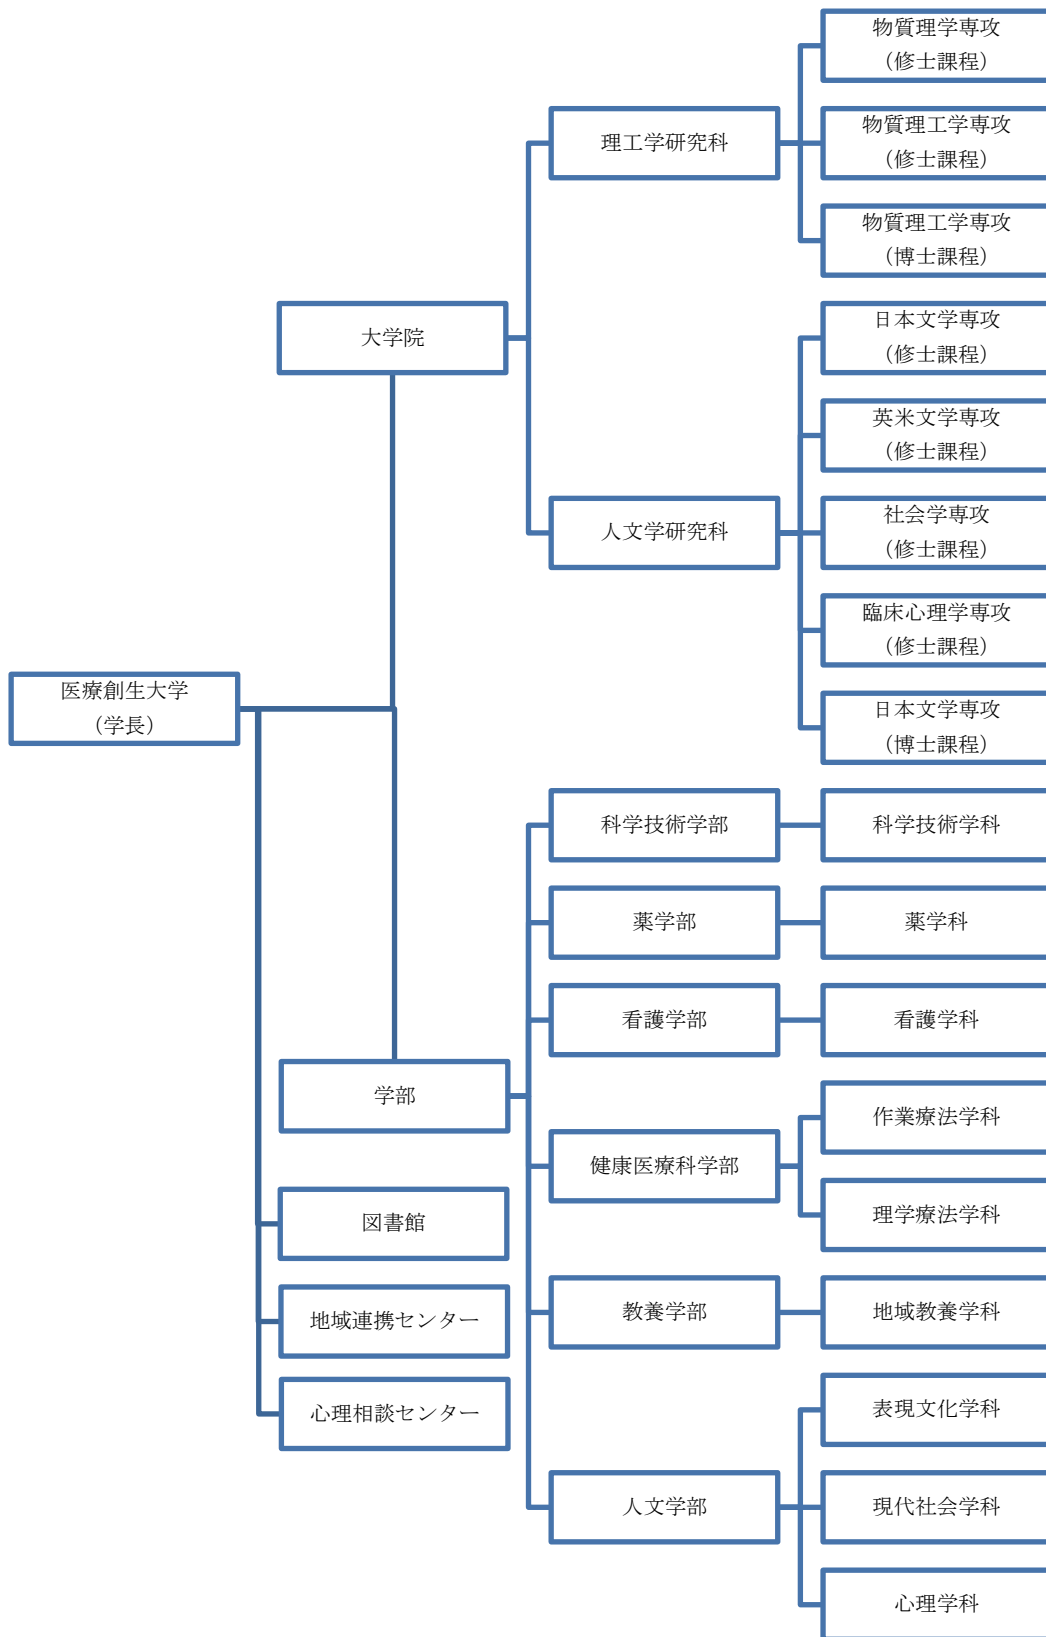 医療創生大学
（学長）
大学院
理工学研究科
物質理学専攻
（修士課程）
物質理工学専攻
（修士課程）
物質理工学専攻
（博士課程）
人文学研究科
日本文学専攻
（修士課程）
英米文学専攻
（修士課程）
社会学専攻
（修士課程）
臨床心理学専攻
（修士課程）
日本文学専攻
（博士課程）
学部
科学技術学部
科学技術学科
薬学部
薬学科
看護学部
看護学科
健康医療科学部
作業療法学科
理学療法学科
教養学部
地域教養学科
人文学部
表現文化学科
現代社会学科
心理学科
図書館
地域連携センター
心理相談センター